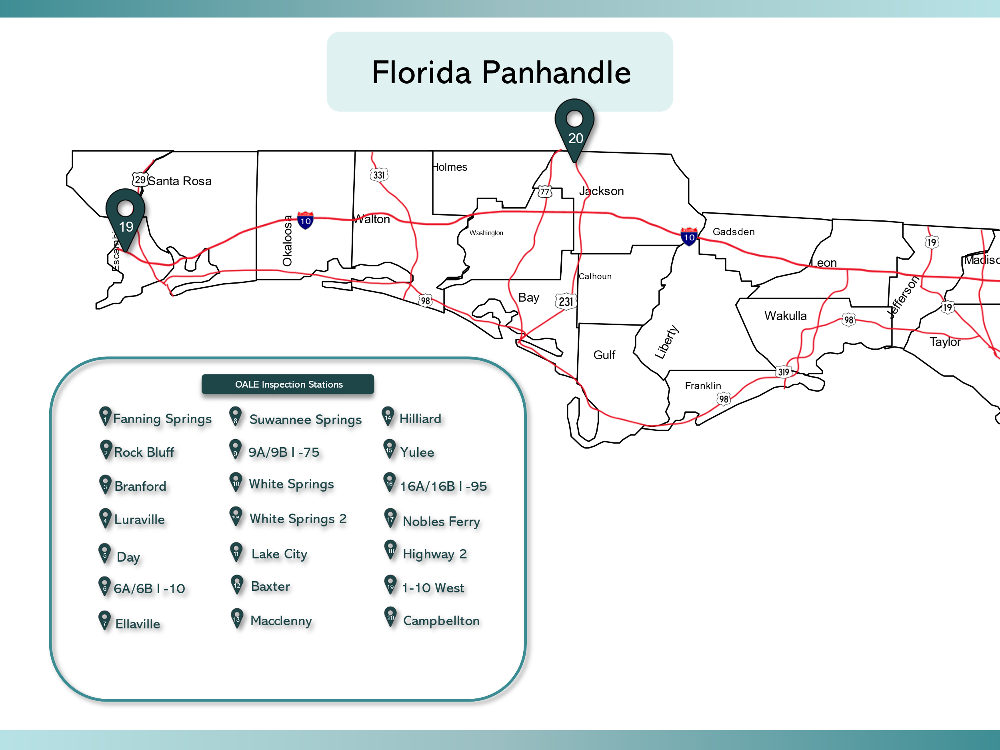 Florida Panhandle
20
Holmes
331
29
Santa Rosa
77
Jackson
19
INTERSTATE
10
Walton
Okaloosa
Washington
INTERSTATE
10
Gadsden
19
Leon
Calhoun
Bay
231
98
Jefferson
19
Wakulla
98
Liberty
Taylor
Gulf
319
Franklin
98
OALE Inspection Stations
1 Fanning Springs
2 Rock Bluff
3 Branford
4 Luraville
5 Day
6 6A/6B I -10
7 Ellaville
8 Suwannee Springs
9 9A/9B I -75
10 White Springs
10A White Springs 2
11 Lake City
12 Baxter
13 Macclenny
14 Hilliard
15 Yulee
16 16A/16B I -95
17 Nobles Ferry
18 Highway 2
19 1-10 West
20 Campbellton